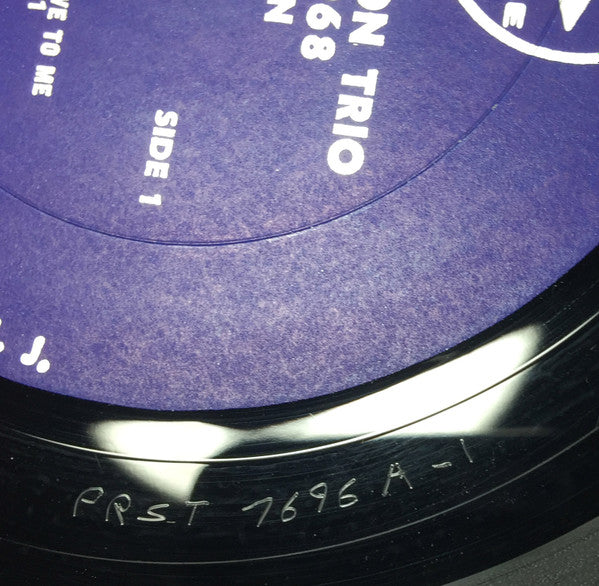 ON TRIO
68
N
VE TO ME
1
SIDE 1
E
J.
PRST 7696 A-1